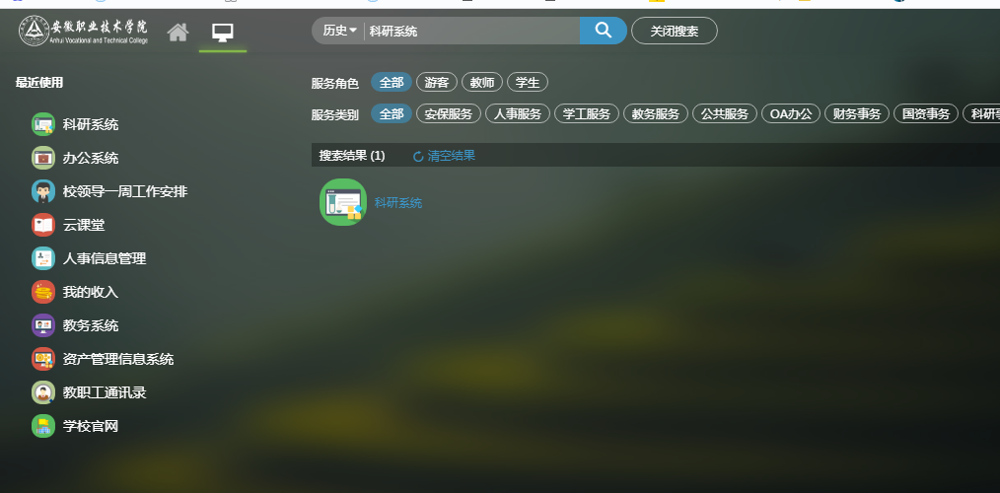 安徽职业技术学院
Anhui Vocational and Technical College
历史 科研系统
关闭搜索
最近使用
科研系统
办公系统
校领导一周工作安排
云课堂
人事信息管理
我的收入
教务系统
资产管理信息系统
教职工通讯录
学校官网
服务角色 全部 游客 教师 学生
服务类别 全部 安保服务 人事服务 学工服务 教务服务 公共服务 OA办公 财务事务 国资事务 科研
搜索结果 (1) 清空结果
科研系统